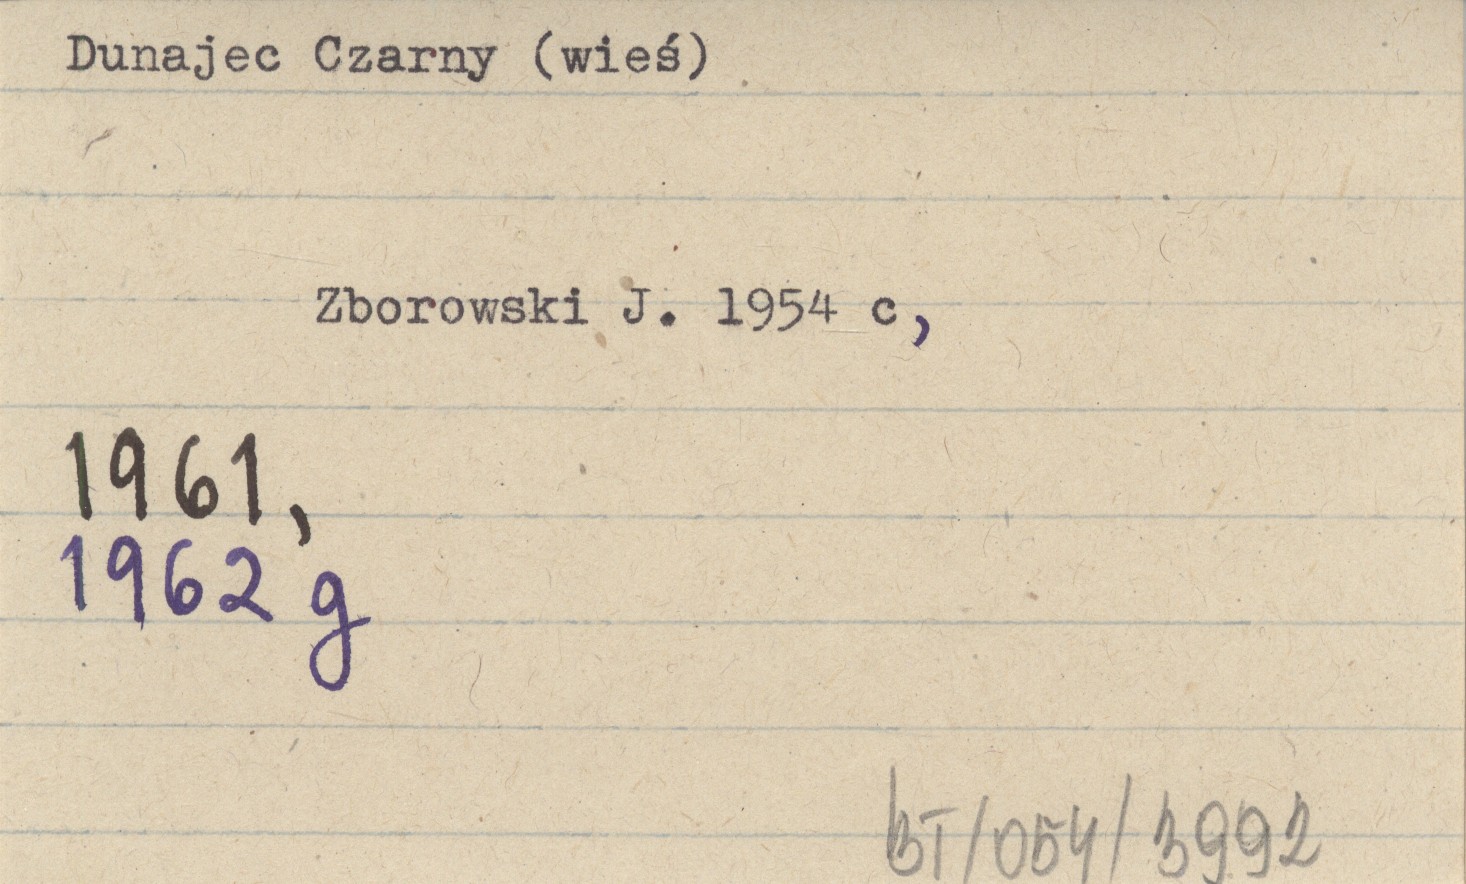 Dunajec Czarny (wieś)
Zborowski J. 1954 c,
1961,
1962 g
BT/054/3992